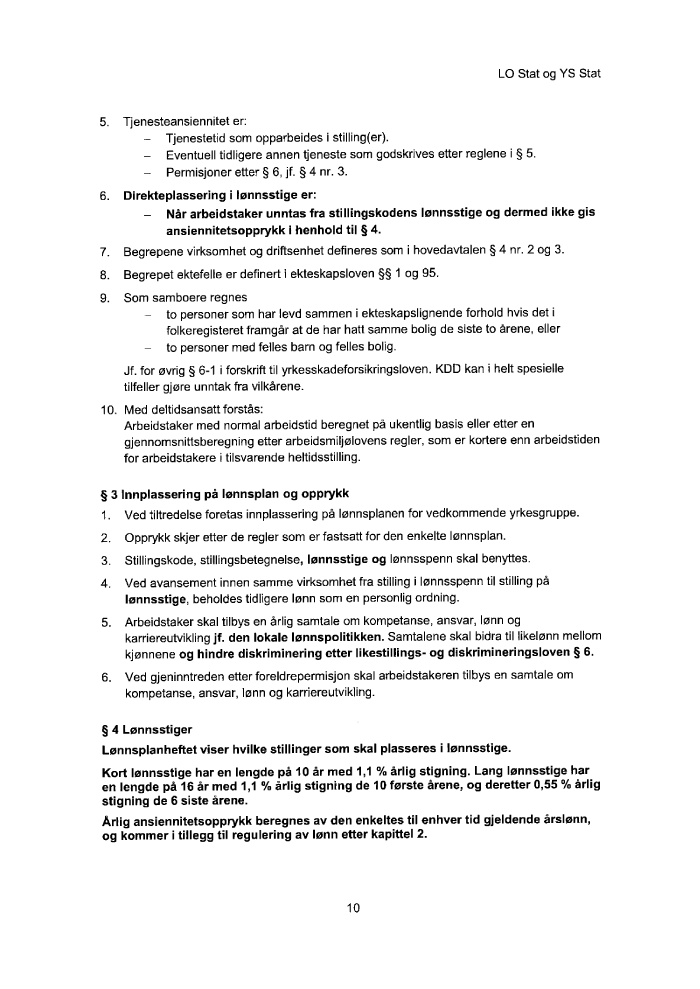 LO Stat og YS Stat
5. Tjenesteansiennitet er:
– Tjenestetid som opparbeides i stilling(er).
– Eventuell tidligere annen tjeneste som godskrives etter reglene i § 5.
– Permisjoner etter § 6, jf. § 4 nr. 3.
6. Direkteplassering i lønnsstige er:
– Når arbeidstaker unntas fra stillingskodens lønnsstige og dermed ikke gis
ansiennitetsopprykk i henhold til § 4.
7. Begrepene virksomhet og driftsenhet defineres som i hovedavtalen § 4 nr. 2 og 3.
8. Begrepet ektefelle er definert i ekteskapsloven §§ 1 og 95.
9. Som samboere regnes
– to personer som har levd sammen i ekteskapslignende forhold hvis det i
folkeregisteret framgår at de har hatt samme bolig de siste to årene, eller
– to personer med felles barn og felles bolig.
Jf. for øvrig § 6-1 i forskrift til yrkesskadeforsikringsloven. KDD kan i helt spesielle
tilfeller gjøre unntak fra vilkårene.
10. Med deltidsansatt forstås:
Arbeidstaker med normal arbeidstid beregnet på ukentlig basis eller etter en
gjennomsnittsberegning etter arbeidsmiljølovens regler, som er kortere enn arbeidstiden
for arbeidstakere i tilsvarende heltidsstilling.
§ 3 Innplassering på lønnsplan og opprykk
1. Ved tiltredelse foretas innplassering på lønnsplanen for vedkommende yrkesgruppe.
2. Opprykk skjer etter de regler som er fastsatt for den enkelte lønnsplan.
3. Stillingskode, stillingsbetegnelse, lønnsstige og lønnsspenn skal benyttes.
4. Ved avansement innen samme virksomhet fra stilling i lønnsspenn til stilling på
lønnsstige, beholdes tidligere lønn som en personlig ordning.
5. Arbeidstaker skal tilbys en årlig samtale om kompetanse, ansvar, lønn og
karriereutvikling jf. den lokale lønnspolitikken. Samtalene skal bidra til likelønn mellom
kjønnene og hindre diskriminering etter likestillings- og diskrimineringsloven § 6.
6. Ved gjeninntreden etter foreldrepermisjon skal arbeidstakeren tilbys en samtale om
kompetanse, ansvar, lønn og karriereutvikling.
§ 4 Lønnsstiger
Lønnsplanheftet viser hvilke stillinger som skal plasseres i lønnsstige.
Kort lønnsstige har en lengde på 10 år med 1,1 % årlig stigning. Lang lønnsstige har
en lengde på 16 år med 1,1 % årlig stigning de 10 første årene, og deretter 0,55 % årlig
stigning de 6 siste årene.
Årlig ansiennitetsopprykk beregnes av den enkeltes til enhver tid gjeldende årslønn,
og kommer i tillegg til regulering av lønn etter kapittel 2.
10